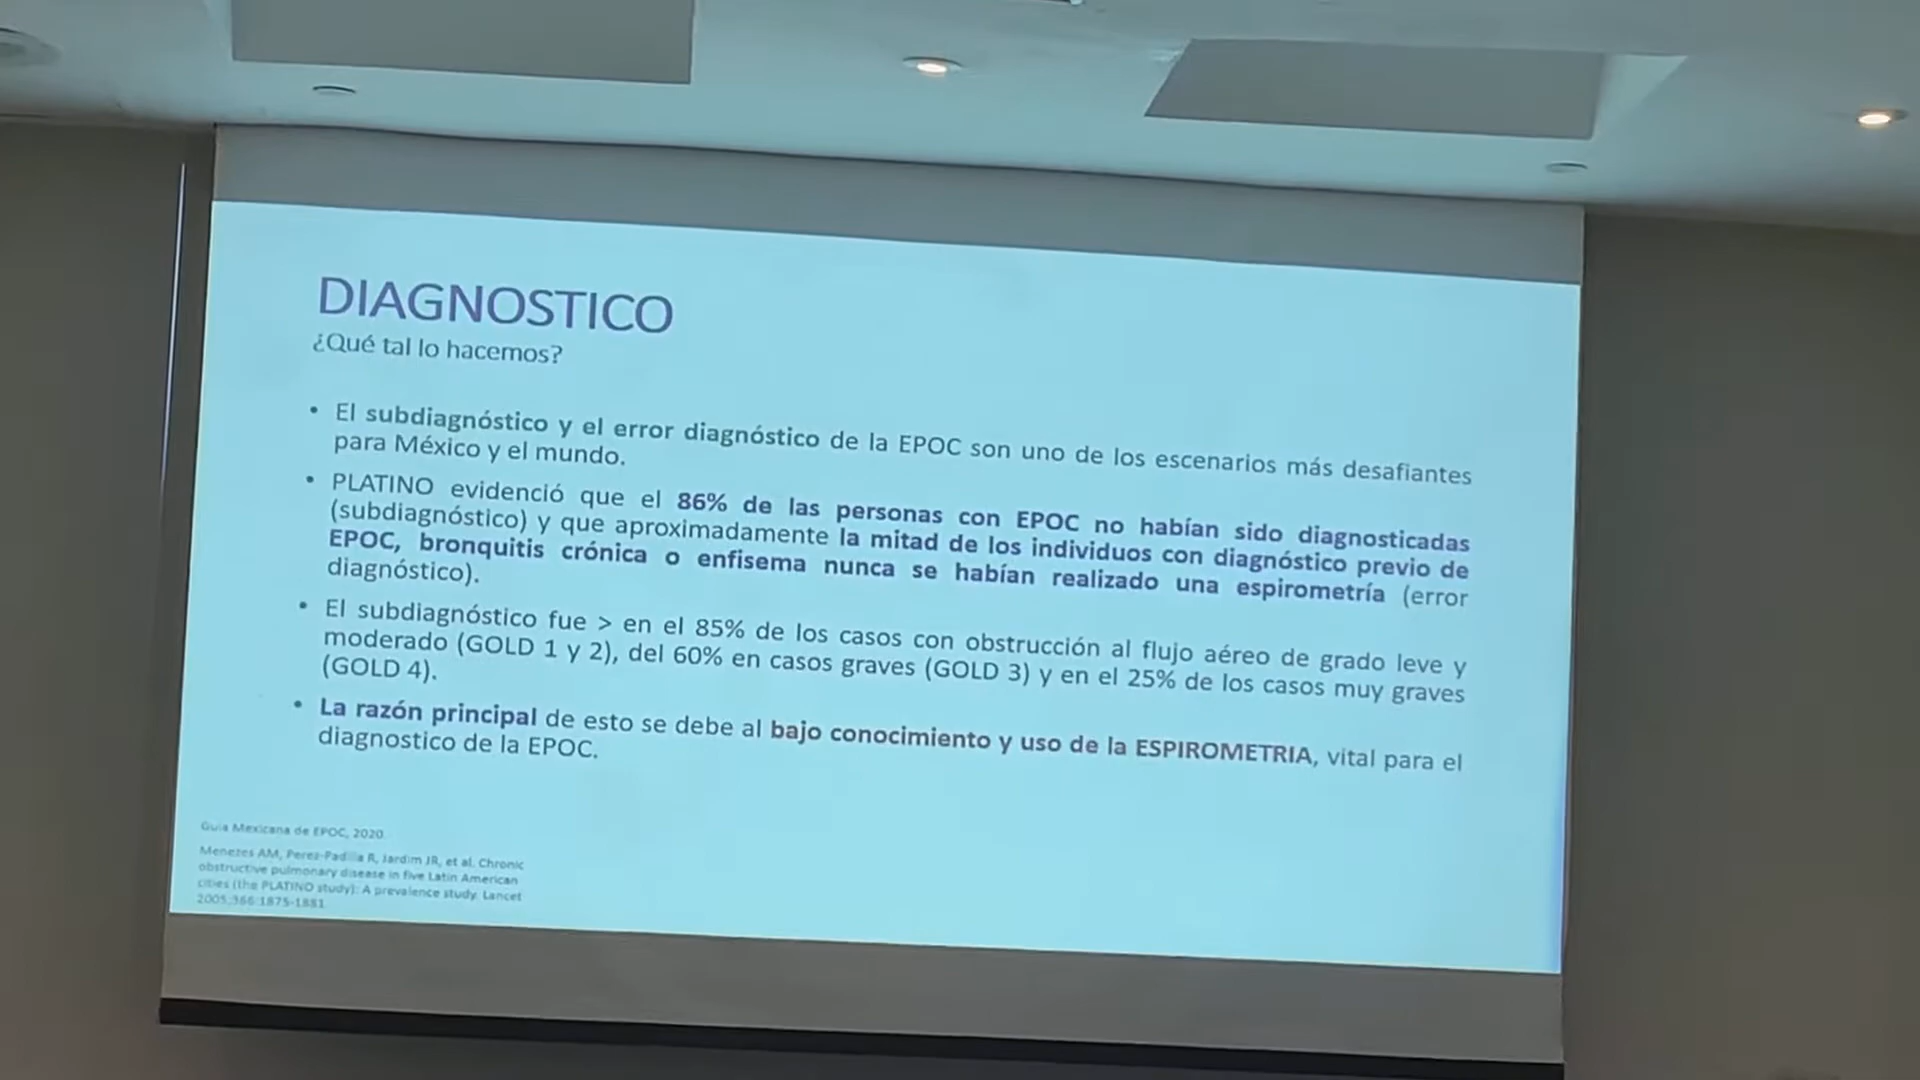 DIAGNOSTICO
¿Qué tal lo hacemos?
• El subdiagnóstico y el error diagnóstico de la EPOC son uno de los escenarios más desafiantes
para México y el mundo.
• PLATINO evidenció que el 86% de las personas con EPOC no habían sido diagnosticadas
(subdiagnóstico) y que aproximadamente la mitad de los individuos con diagnóstico previo de
EPOC, bronquitis crónica o enfisema nunca se habían realizado una espirometría (error
diagnóstico).
• El subdiagnóstico fue > en el 85% de los casos con obstrucción al flujo aéreo de grado leve y
moderado (GOLD 1 y 2), del 60% en casos graves (GOLD 3) y en el 25% de los casos muy graves
(GOLD 4).
• La razón principal de esto se debe al bajo conocimiento y uso de la ESPIROMETRIA, vital para el
diagnostico de la EPOC.
Guía Mexicana de EPOC, 2020.
Menezes AM, Perez-Padilla R, Jardim JR, et al. Chronic
obstructive pulmonary disease in five Latin American
cities (the PLATINO study): A prevalence study. Lancet
2005;366:1875-1881